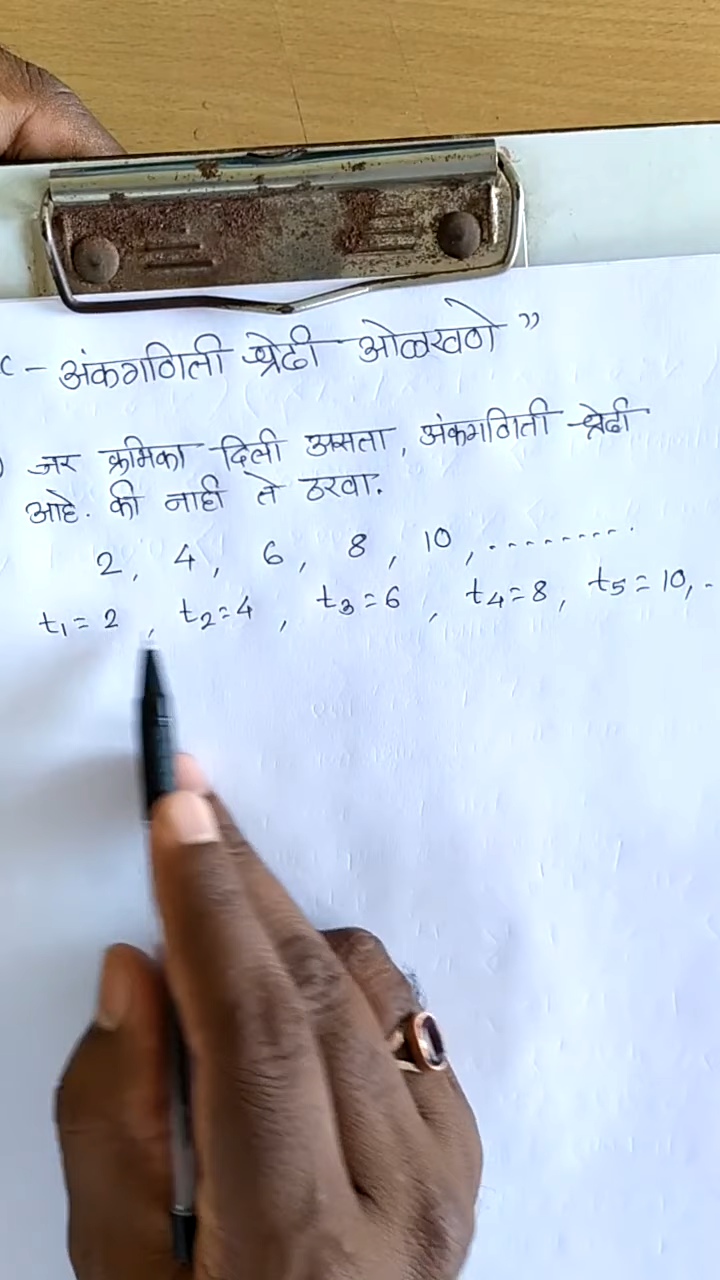 “ - अंकगणिती श्रेढी ओळखणे ”
) जर क्रमिका दिली असता, अंकगणिती श्रेढी
आहे. की नाही ते ठरवा.
2, 4, 6, 8, 10, .........
t₁ = 2, t₂ = 4, t₃ = 6, t₄ = 8, t₅ = 10, ..